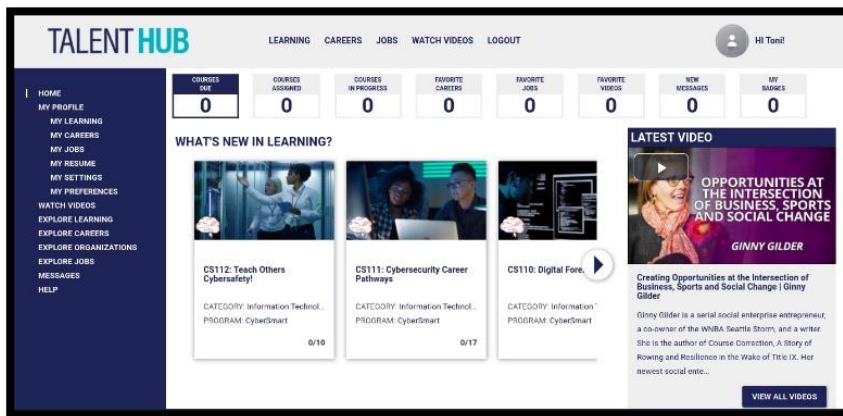 TALENT HUB
LEARNING CAREERS JOBS WATCH VIDEOS LOGOUT
Hi Toni!
HOME
MY PROFILE
MY LEARNING
MY CAREERS
MY JOBS
MY RESUME
MY SETTINGS
MY PREFERENCES
WATCH VIDEOS
EXPLORE LEARNING
EXPLORE CAREERS
EXPLORE ORGANIZATIONS
EXPLORE JOBS
MESSAGES
HELP
COURSES
DUE
0
COURSES
ASSIGNED
0
COURSES
IN PROGRESS
0
FAVORITE
CAREERS
0
FAVORITE
JOBS
0
FAVORITE
VIDEOS
0
NEW
MESSAGES
0
MY
BADGES
0
WHAT'S NEW IN LEARNING?
CS112: Teach Others
Cybersafety!
CATEGORY: Information Technol...
PROGRAM: CyberSmart
0/10
CS111: Cybersecurity Career
Pathways
CATEGORY: Information Technol...
PROGRAM: CyberSmart
0/17
CS110: Digital Fore
CATEGORY: Information
PROGRAM: CyberSmart
LATEST VIDEO
OPPORTUNITIES AT
THE INTERSECTION
OF BUSINESS, SPORTS
AND SOCIAL CHANGE
GINNY GILDER
Creating Opportunities at the Intersection of
Business, Sports and Social Change | Ginny
Gilder
Ginny Gilder is a serial social enterprise entrepreneur,
a co-owner of the WNBA Seattle Storm, and a writer.
She is the author of Course Correction, A Story of
Rowing and Resilience in the Wake of Title IX. Her
newest social ente...
VIEW ALL VIDEOS